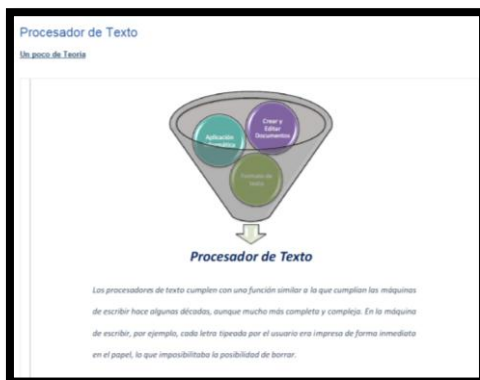 Procesador de Texto
Un poco de Teoría
Crear y
Editar
Documentos
Aplicación
Informática
Formato de
texto
Procesador de Texto
Los procesadores de texto cumplen con una función similar a la que cumplían las máquinas
de escribir hace algunas décadas, aunque mucho más completa y compleja. En la máquina
de escribir, por ejemplo, cada letra tipeada por el usuario era impresa de forma inmediata
en el papel, lo que imposibilitaba la posibilidad de borrar.